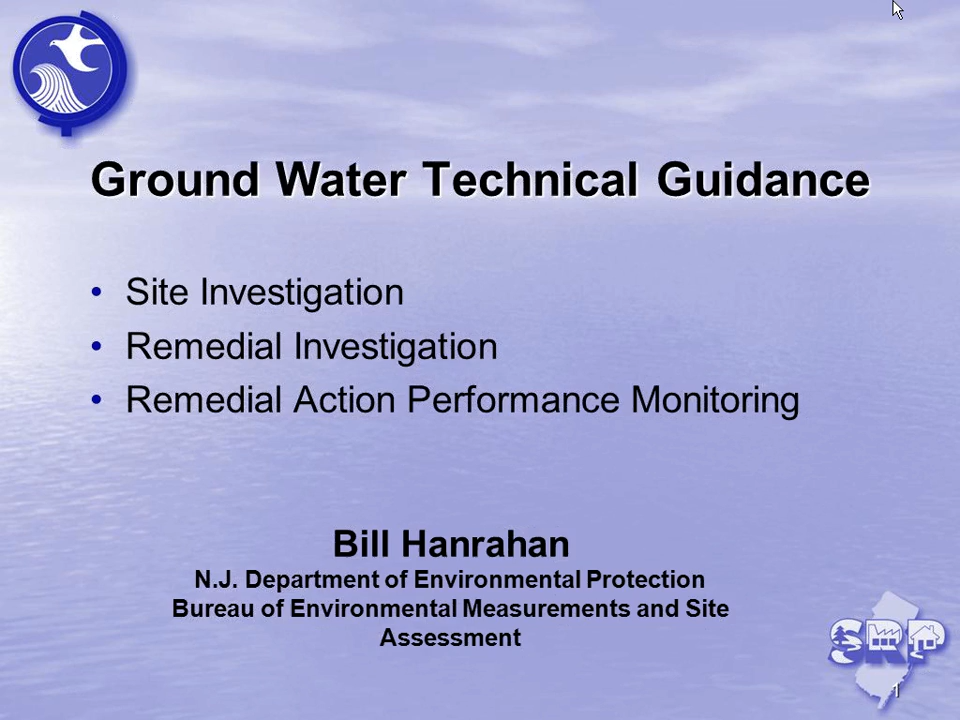 Ground Water Technical Guidance
• Site Investigation
• Remedial Investigation
• Remedial Action Performance Monitoring
Bill Hanrahan
N.J. Department of Environmental Protection
Bureau of Environmental Measurements and Site
Assessment
SRP
1